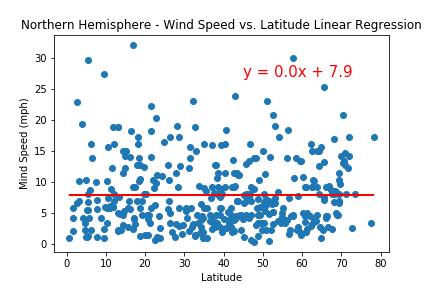 Northern Hemisphere - Wind Speed vs. Latitude Linear Regression
y = 0.0x + 7.9
Mind Speed (mph)
30
25
20
15
10
5
0
0 10 20 30 40 50 60 70 80
Latitude